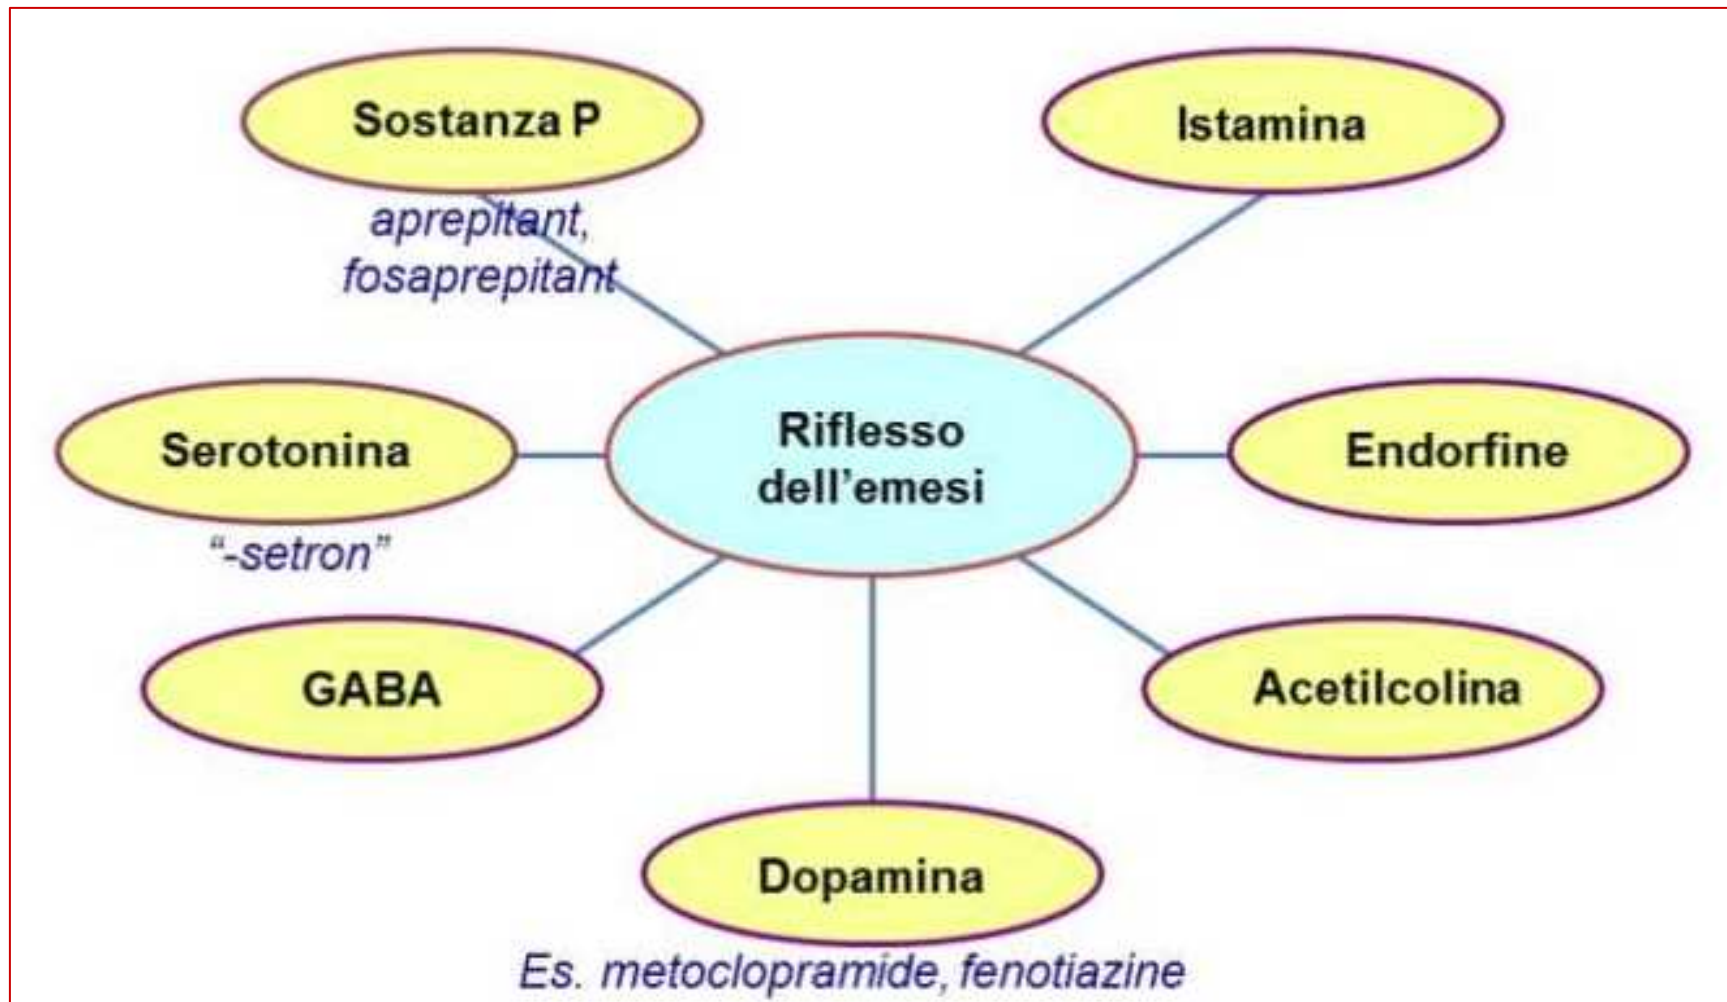 Sostanza P
aprepitant,
fosaprepitant
Istamina
Serotonina
“-setron”
Riflesso
dell’emesi
Endorfine
GABA
Acetilcolina
Dopamina
Es. metoclopramide, fenotiazine